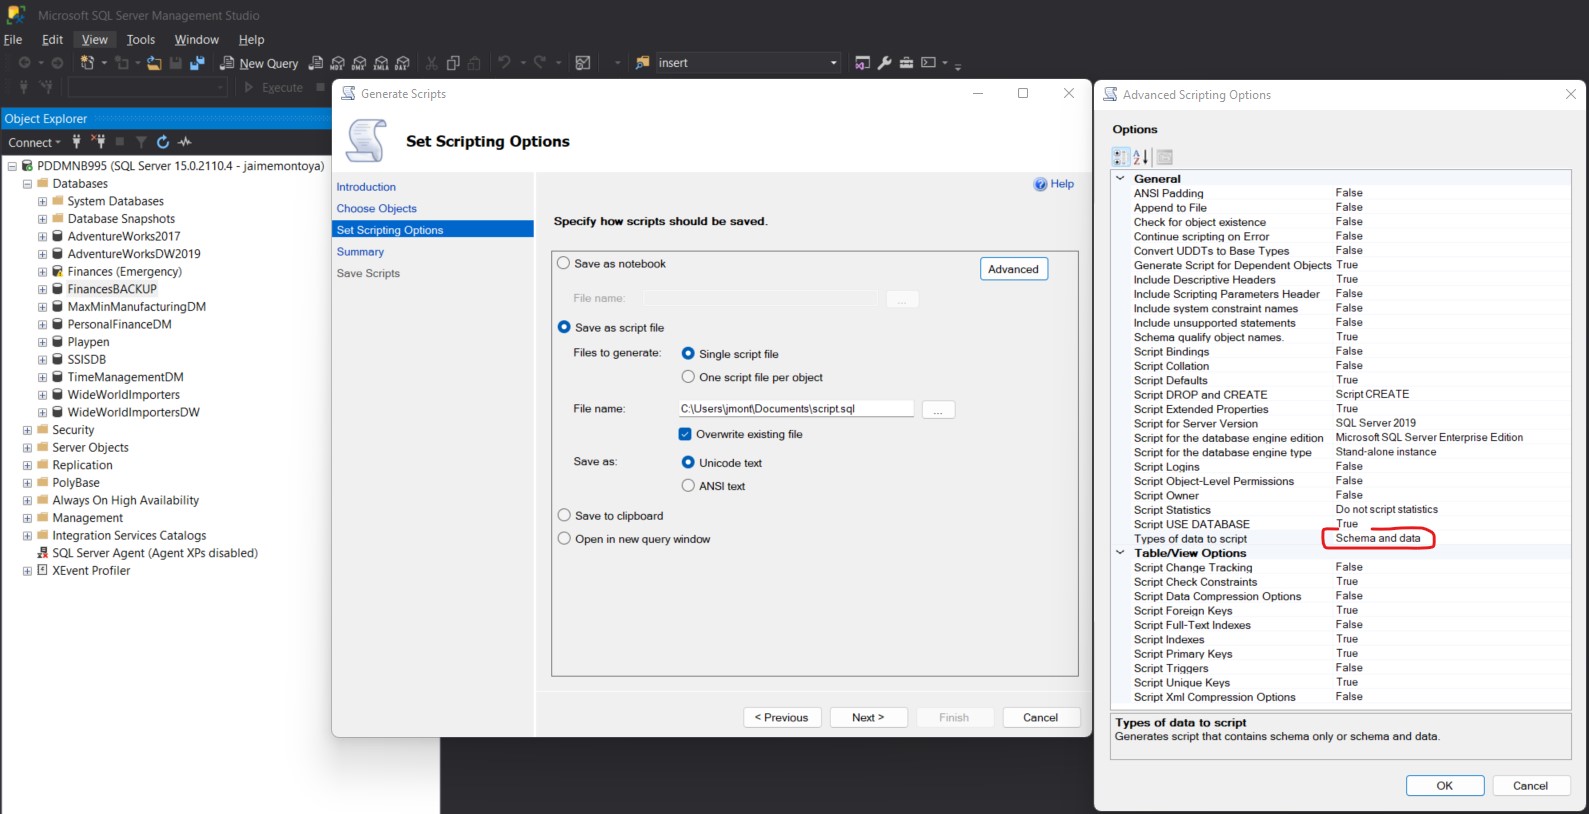 Microsoft SQL Server Management Studio
File Edit View Tools Window Help
New Query MDX DMX XMLA DAX insert
Execute
Object Explorer
Connect
PDDMNB995 (SQL Server 15.0.2110.4 - jaimemontoya)
Databases
System Databases
Database Snapshots
AdventureWorks2017
AdventureWorksDW2019
Finances (Emergency)
FinancesBACKUP
MaxMinManufacturingDM
PersonalFinanceDM
Playpen
SSISDB
TimeManagementDM
WideWorldImporters
WideWorldImportersDW
Security
Server Objects
Replication
PolyBase
Always On High Availability
Management
Integration Services Catalogs
SQL Server Agent (Agent XPs disabled)
XEvent Profiler
Generate Scripts
Set Scripting Options
Introduction
Choose Objects
Set Scripting Options
Summary
Save Scripts
Help
Specify how scripts should be saved.
Save as notebook
Advanced
File name:
...
Save as script file
Files to generate: Single script file
One script file per object
File name: C:\Users\jmont\Documents\script.sql ...
Overwrite existing file
Save as: Unicode text
ANSI text
Save to clipboard
Open in new query window
< Previous Next > Finish Cancel
Advanced Scripting Options
Options
General
ANSI Padding False
Append to File False
Check for object existence False
Continue scripting on Error False
Convert UDDTs to Base Types False
Generate Script for Dependent Objects True
Include Descriptive Headers True
Include Scripting Parameters Header False
Include system constraint names False
Include unsupported statements False
Schema qualify object names. True
Script Bindings False
Script Collation False
Script Defaults True
Script DROP and CREATE Script CREATE
Script Extended Properties True
Script for Server Version SQL Server 2019
Script for the database engine edition Microsoft SQL Server Enterprise Edition
Script for the database engine type Stand-alone instance
Script Logins False
Script Object-Level Permissions False
Script Owner False
Script Statistics Do not script statistics
Script USE DATABASE True
Types of data to script Schema and data
Table/View Options
Script Change Tracking False
Script Check Constraints True
Script Data Compression Options False
Script Foreign Keys True
Script Full-Text Indexes False
Script Indexes True
Script Primary Keys True
Script Triggers False
Script Unique Keys True
Script Xml Compression Options False
Types of data to script
Generates script that contains schema only or schema and data.
OK Cancel